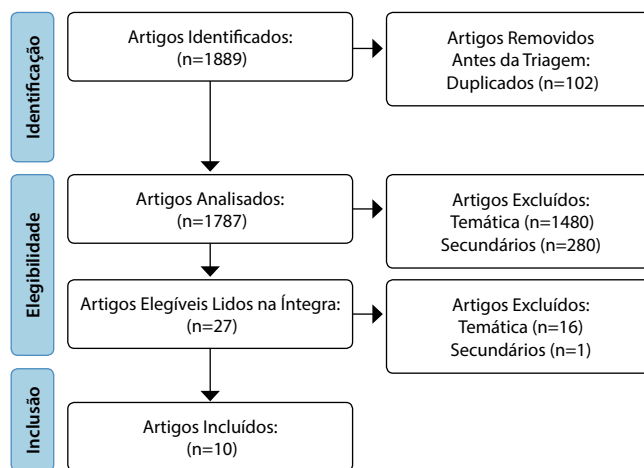 Identificação
Artigos Identificados:
(n=1889)
Artigos Removidos
Antes da Triagem:
Duplicados (n=102)
Elegibilidade
Artigos Analisados:
(n=1787)
Artigos Excluídos:
Temática (n=1480)
Secundários (n=280)
Artigos Elegíveis Lidos na Íntegra:
(n=27)
Artigos Excluídos:
Temática (n=16)
Secundários (n=1)
Inclusão
Artigos Incluídos:
(n=10)